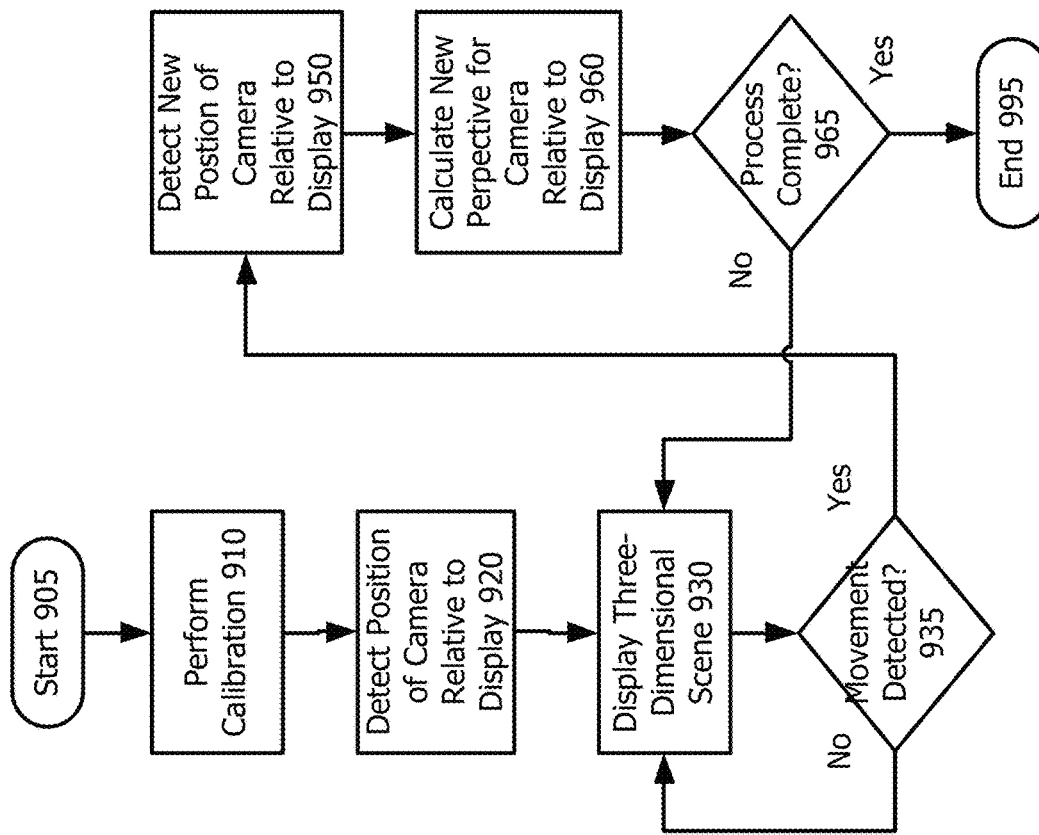 Start 905
Perform
Calibration 910
Detect Position
of Camera
Relative to
Display 920
Display Three-
Dimensional
Scene 930
Movement
Detected?
935
No
Yes
Detect New
Postion of
Camera
Relative to
Display 950
Calculate New
Perpective for
Camera
Relative to
Display 960
Process
Complete?
965
No
Yes
End 995